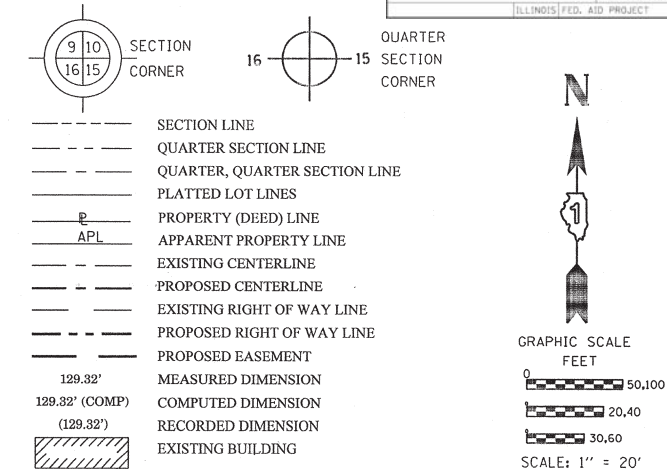 ILLINOIS FED. AID PROJECT
9 10
16 15
SECTION
CORNER
16
15
QUARTER
SECTION
CORNER
SECTION LINE
QUARTER SECTION LINE
QUARTER, QUARTER SECTION LINE
PLATTED LOT LINES
PL PROPERTY (DEED) LINE
APL APPARENT PROPERTY LINE
EXISTING CENTERLINE
PROPOSED CENTERLINE
EXISTING RIGHT OF WAY LINE
PROPOSED RIGHT OF WAY LINE
PROPOSED EASEMENT
129.32' MEASURED DIMENSION
129.32' (COMP) COMPUTED DIMENSION
(129.32') RECORDED DIMENSION
EXISTING BUILDING
N
1
GRAPHIC SCALE
FEET
0
50,100
20,40
30,60
SCALE: 1" = 20'